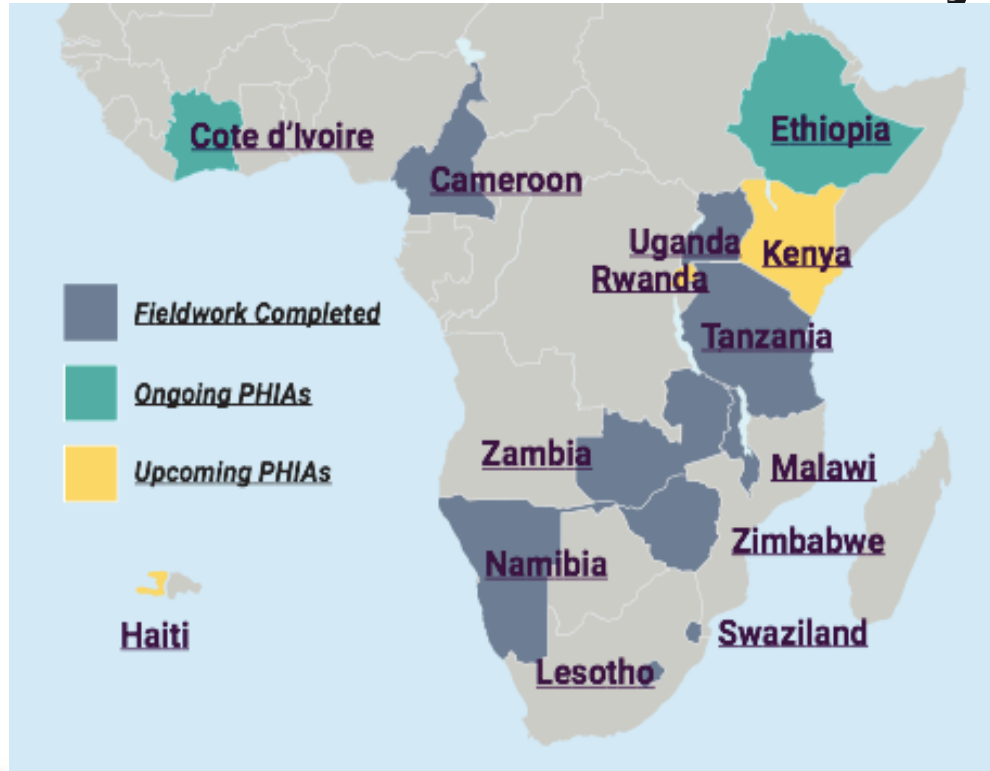 Cote d'Ivoire
Ethiopia
Cameroon
Uganda
Kenya
Rwanda
Fieldwork Completed
Tanzania
Ongoing PHIAs
Zambia
Malawi
Upcoming PHIAs
Zimbabwe
Namibia
Haiti
Swaziland
Lesotho